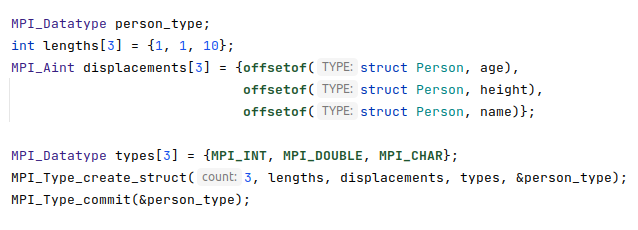 MPI_Datatype person_type;
int lengths[3] = {1, 1, 10};
MPI_Aint displacements[3] = {offsetof( TYPE: struct Person, age),
offsetof( TYPE: struct Person, height),
offsetof( TYPE: struct Person, name)};
MPI_Datatype types[3] = {MPI_INT, MPI_DOUBLE, MPI_CHAR};
MPI_Type_create_struct( count: 3, lengths, displacements, types, &person_type);
MPI_Type_commit(&person_type);